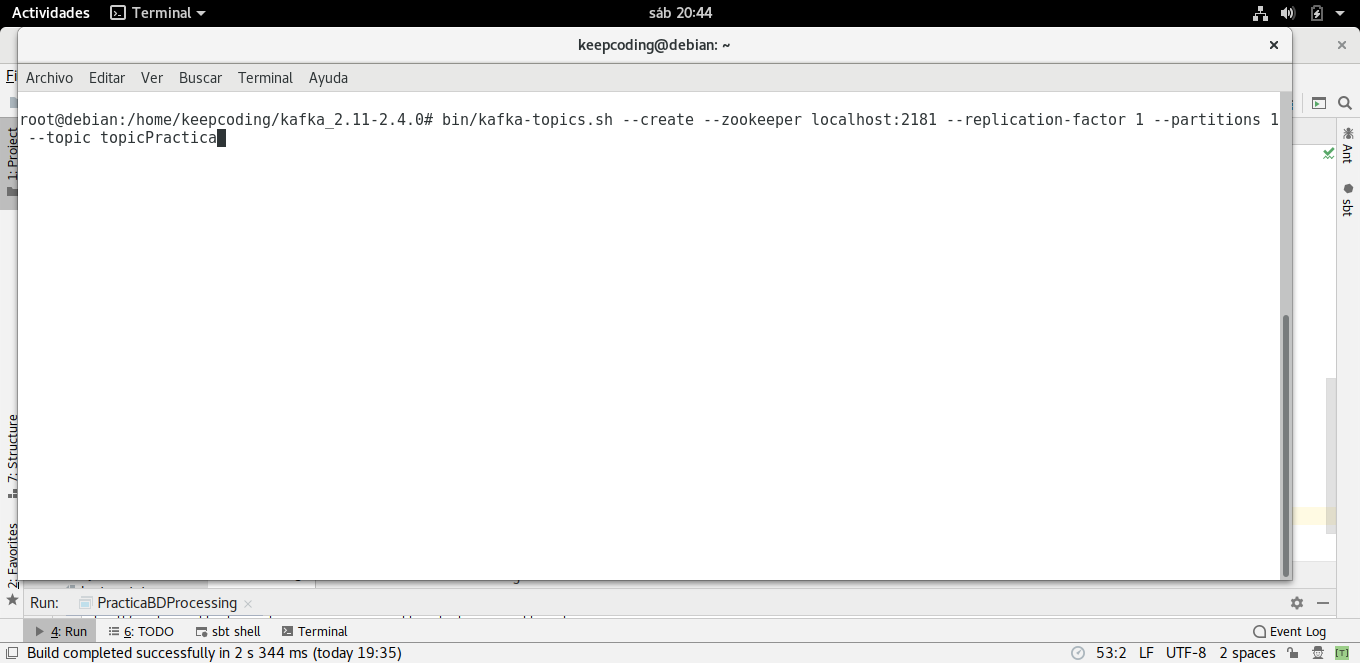 Actividades Terminal sáb 20:44
keepcoding@debian: ~
Archivo Editar Ver Buscar Terminal Ayuda
root@debian:/home/keepcoding/kafka_2.11-2.4.0# bin/kafka-topics.sh --create --zookeeper localhost:2181 --replication-factor 1 --partitions 1
--topic topicPractica
Fi
1: Project
7: Structure
2: Favorites
Ant
sbt
Run: PracticaBDProcessing
4: Run 6: TODO sbt shell Terminal Event Log
Build completed successfully in 2 s 344 ms (today 19:35) 53:2 LF UTF-8 2 spaces [T]